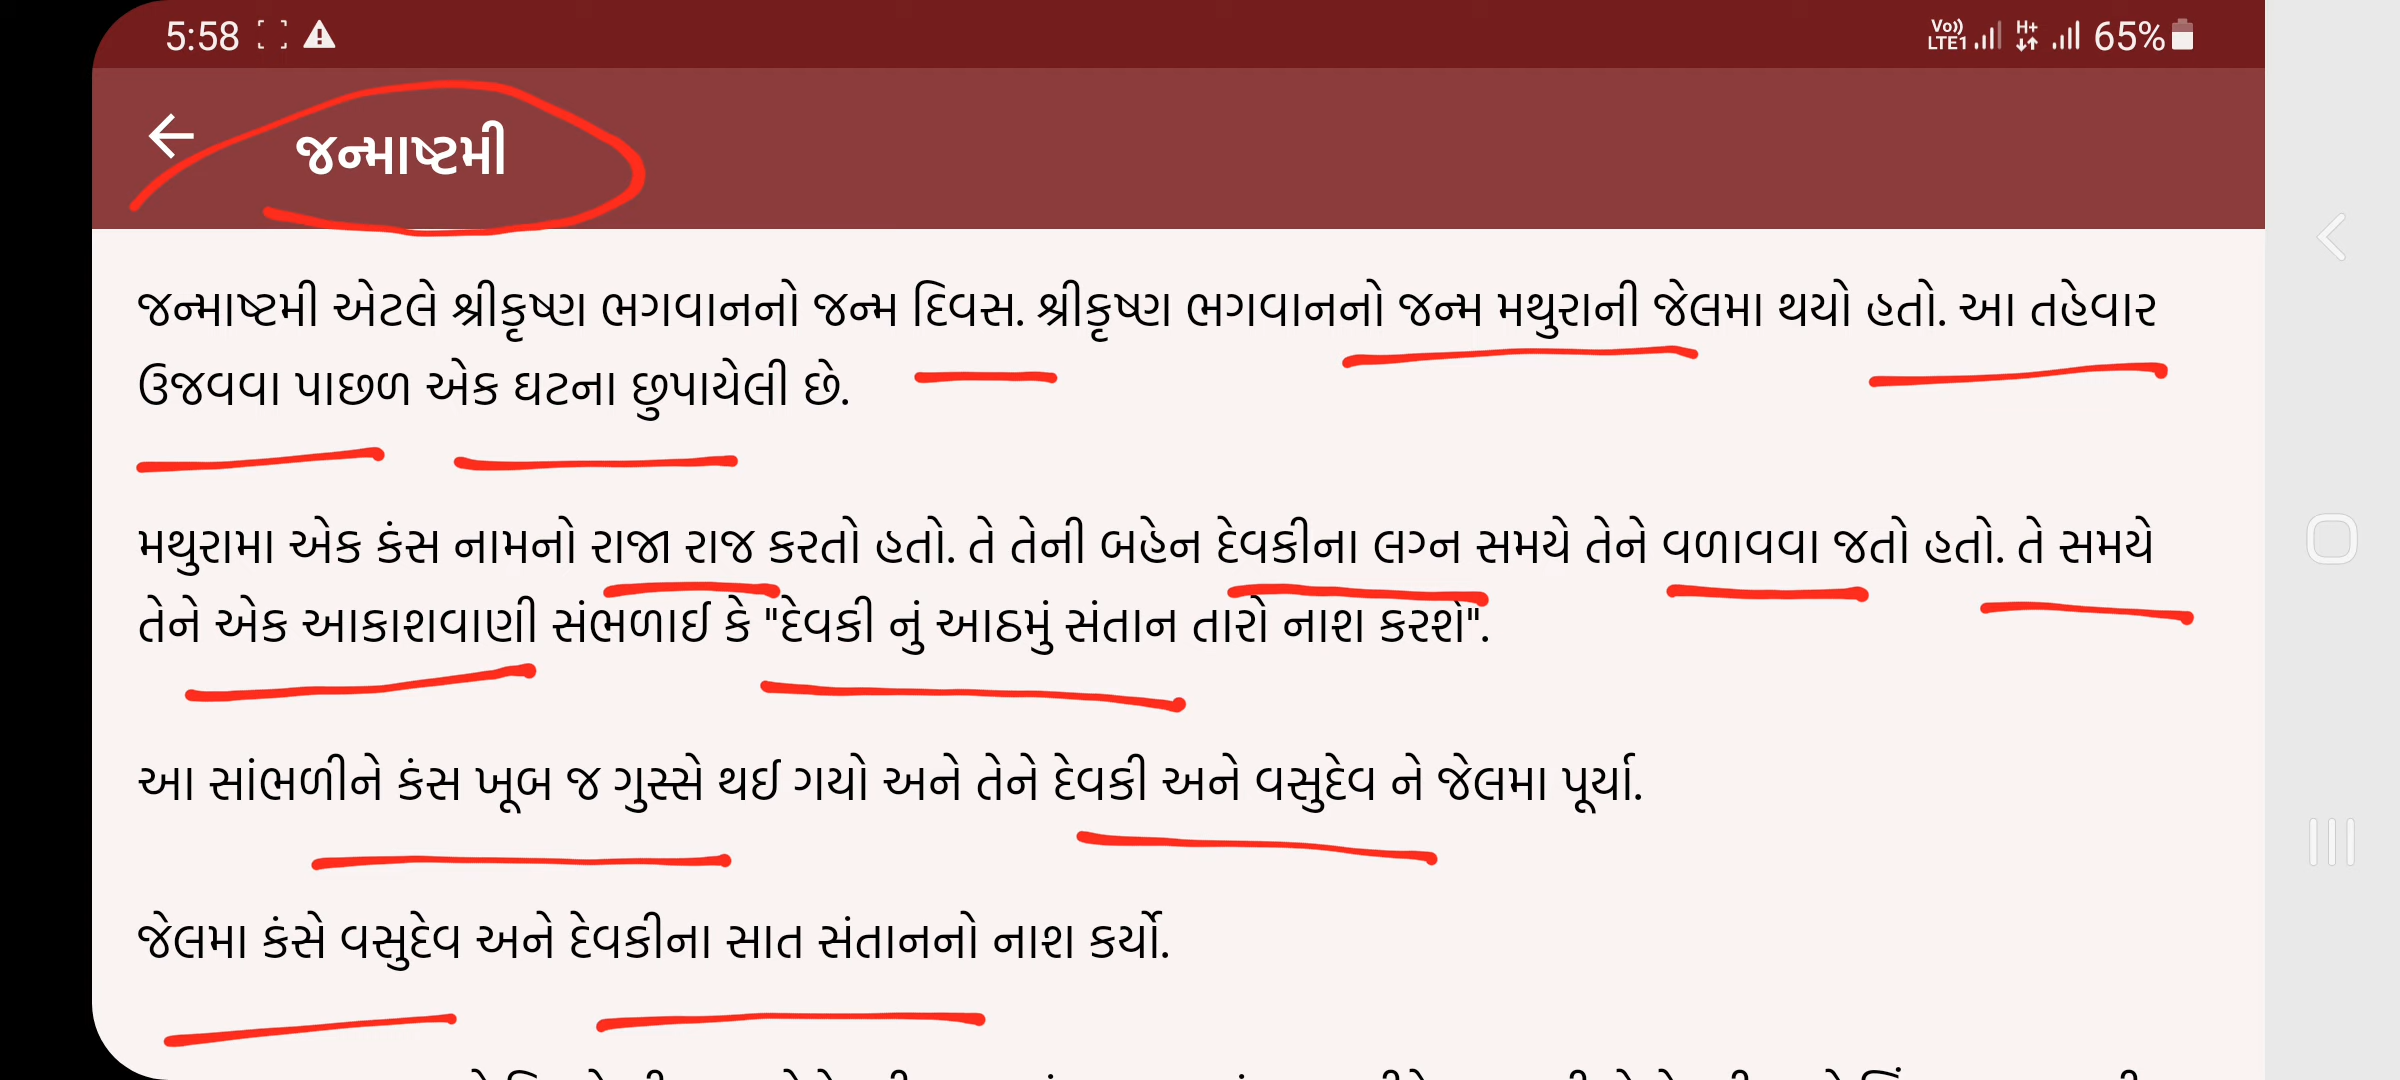 5:58 Vo)) LTE1 H+ 65%
જન્માષ્ટમી
જન્માષ્ટમી એટલે શ્રીકૃષ્ણ ભગવાનનો જન્મ દિવસ. શ્રીકૃષ્ણ ભગવાનનો જન્મ મથુરાની જેલમા થયો હતો. આ તહેવાર
ઉજવવા પાછળ એક ઘટના છુપાયેલી છે.
મથુરામા એક કંસ નામનો રાજા રાજ કરતો હતો. તે તેની બહેન દેવકીના લગ્ન સમયે તેને વળાવવા જતો હતો. તે સમયે
તેને એક આકાશવાણી સંભળાઈ કે "દેવકી નું આઠમું સંતાન તારો નાશ કરશે".
આ સાંભળીને કંસ ખૂબ જ ગુસ્સે થઈ ગયો અને તેને દેવકી અને વસુદેવ ને જેલમા પૂર્યા.
જેલમા કંસે વસુદેવ અને દેવકીના સાત સંતાનનો નાશ કર્યો.